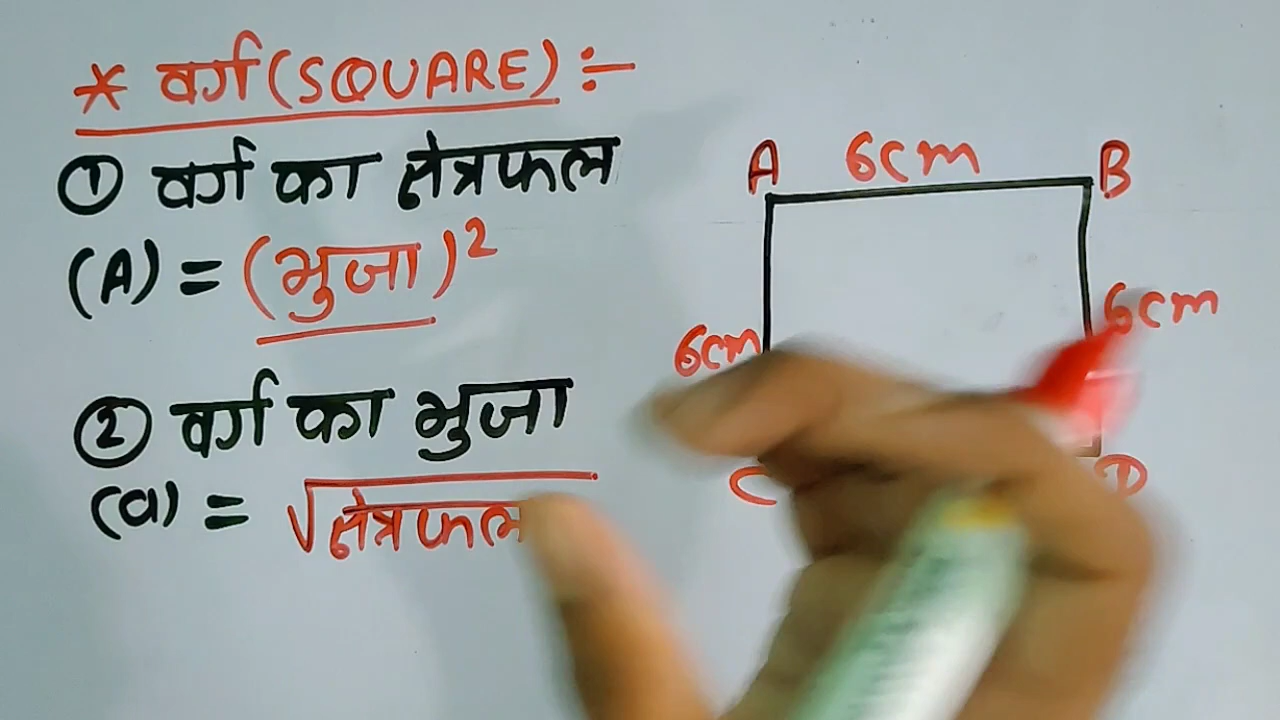 * वर्ग (SQUARE) :-
① वर्ग का क्षेत्रफल
(A) = (भुजा)²
② वर्ग का भुजा
(a) = √क्षेत्रफल
A 6cm B
6cm
6cm
C D